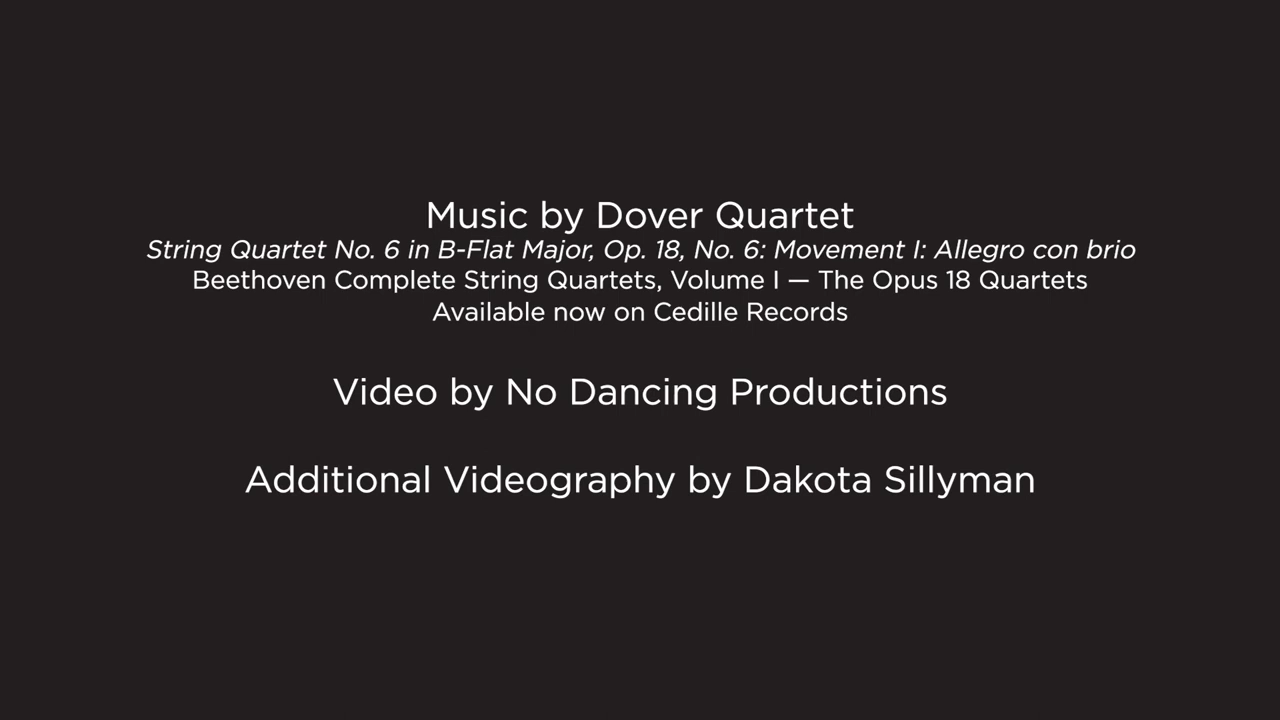 Music by Dover Quartet
String Quartet No. 6 in B-Flat Major, Op. 18, No. 6: Movement I: Allegro con brio
Beethoven Complete String Quartets, Volume I — The Opus 18 Quartets
Available now on Cedille Records
Video by No Dancing Productions
Additional Videography by Dakota Sillyman